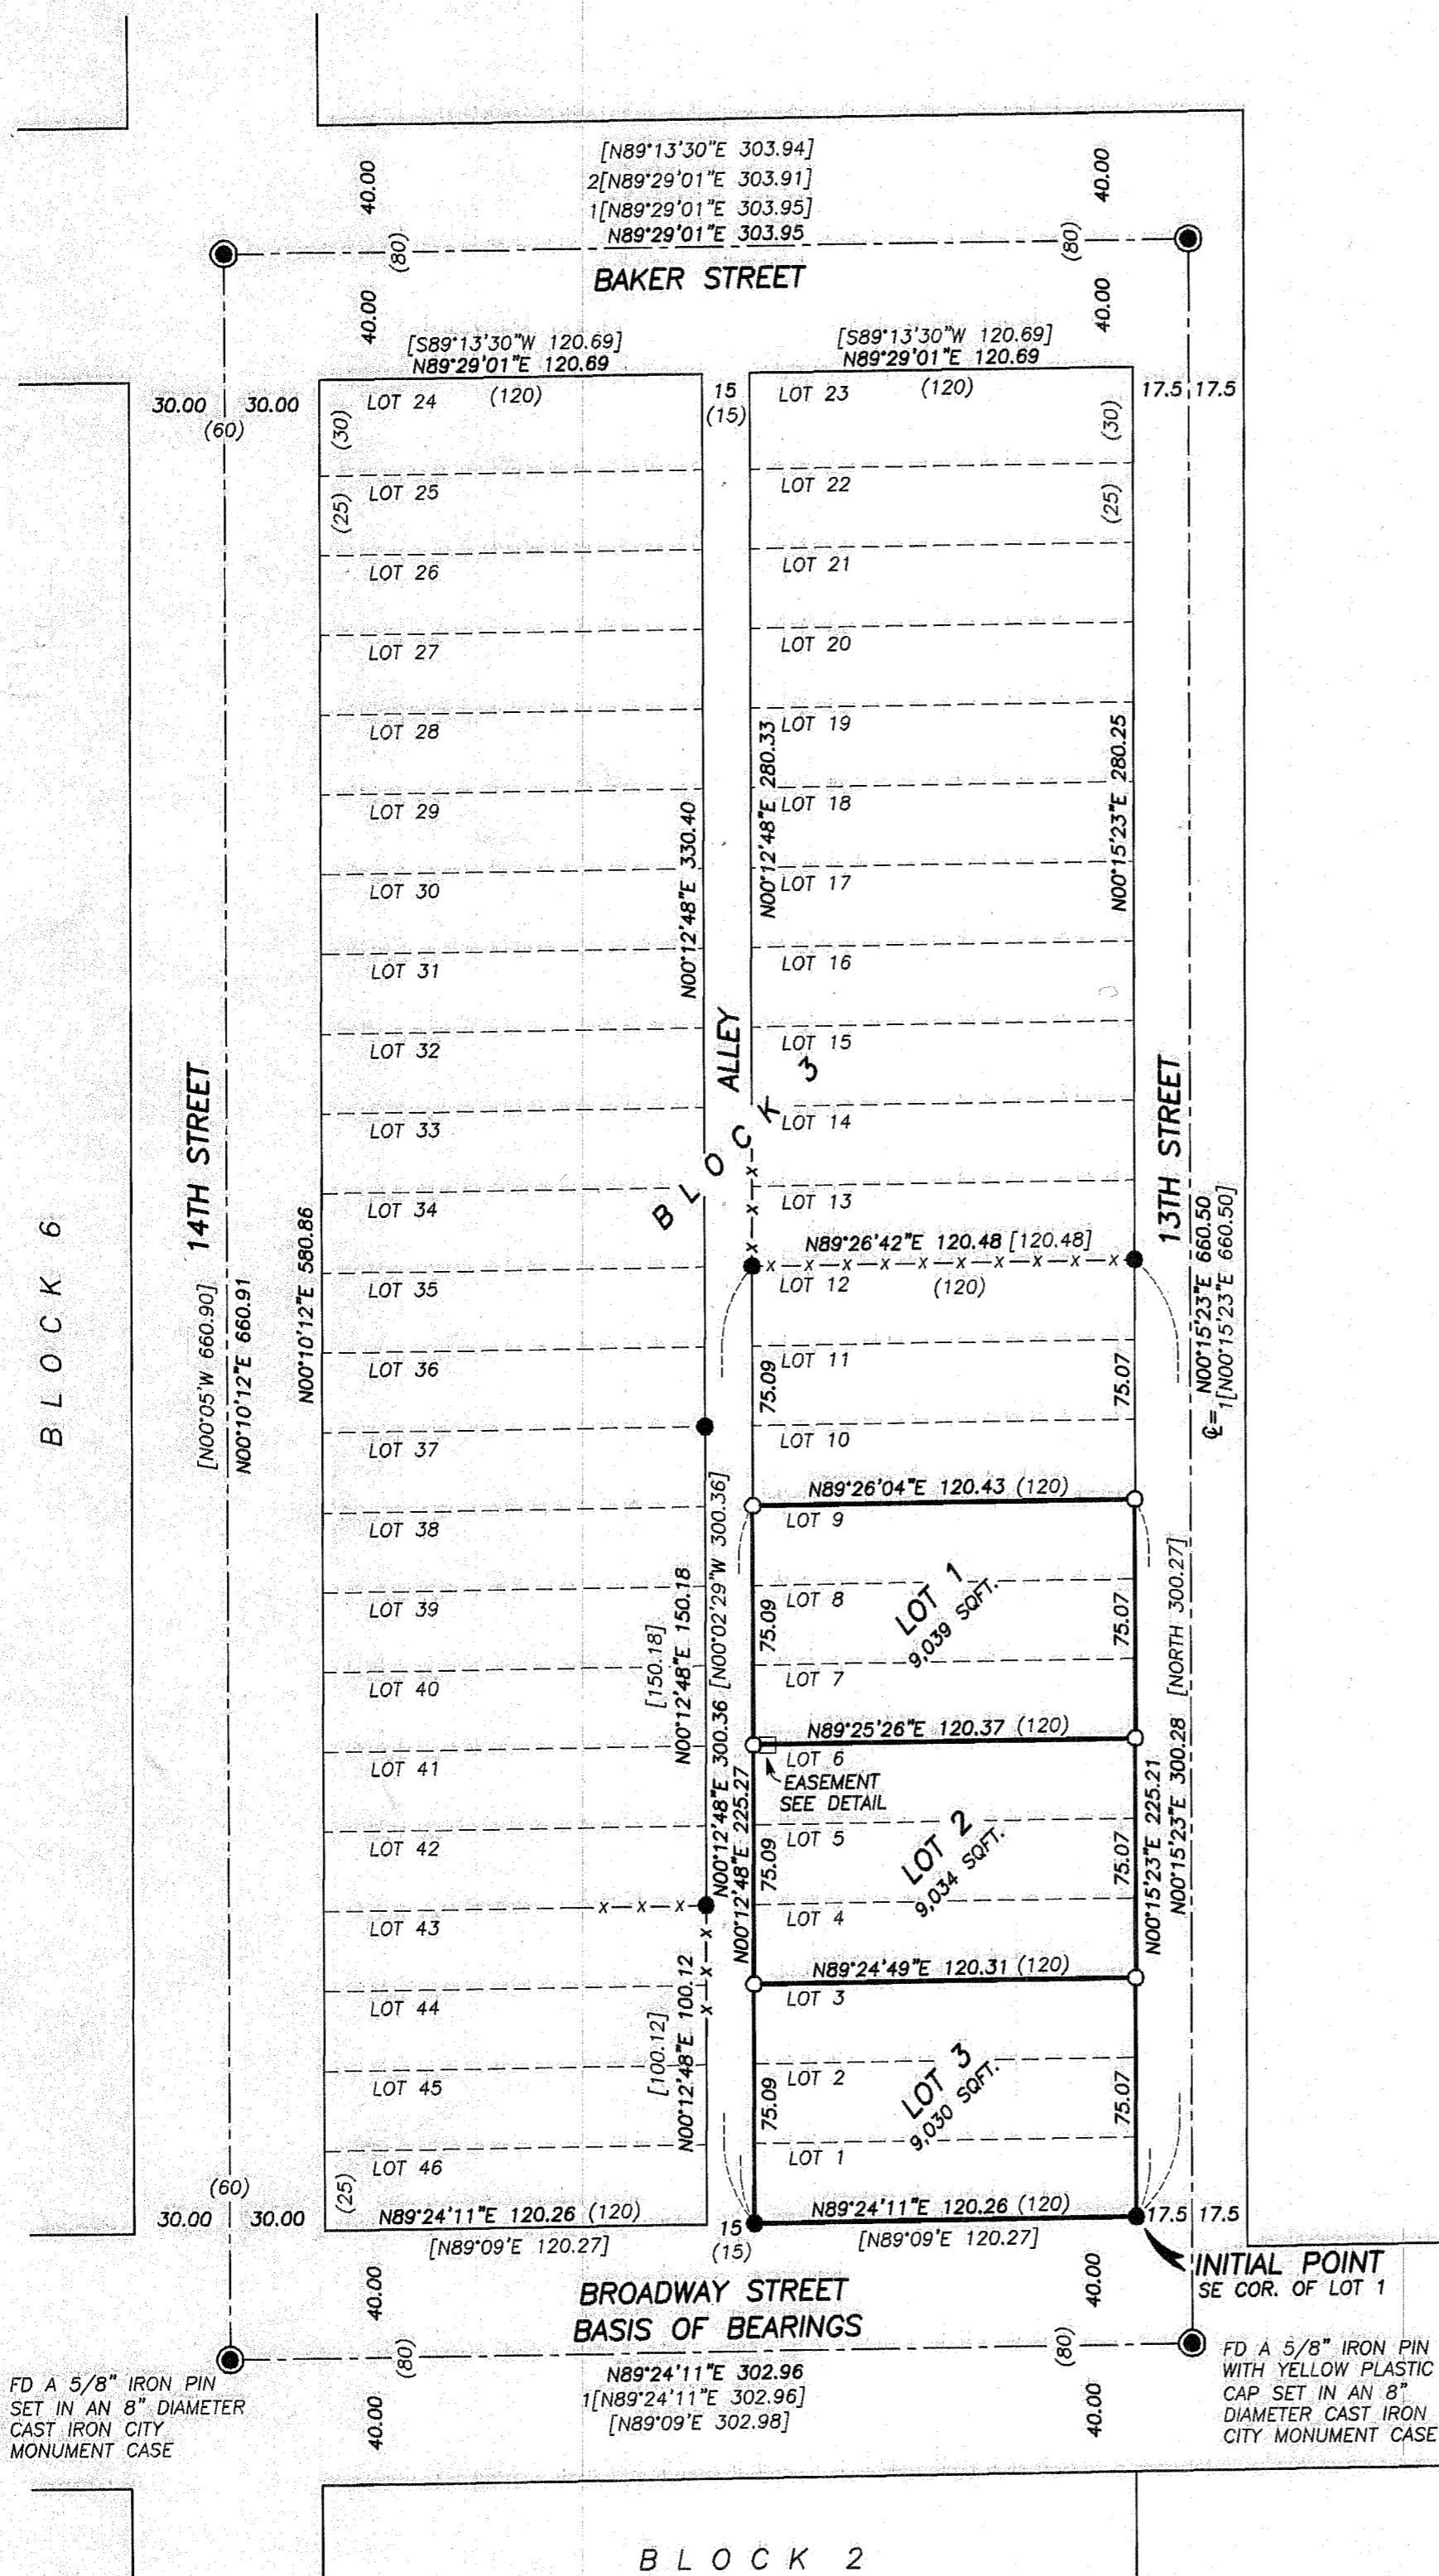 [N89°13'30"E 303.94]
2[N89°29'01"E 303.91]
1[N89°29'01"E 303.95]
N89°29'01"E 303.95
40.00
40.00
(80)
(80)
BAKER STREET
40.00
40.00
[S89°13'30"W 120.69]
N89°29'01"E 120.69
[S89°13'30"W 120.69]
N89°29'01"E 120.69
30.00 30.00
(60)
LOT 24 (120)
15
(15)
LOT 23 (120)
17.5 17.5
(30)
(30)
LOT 25
(25)
LOT 22
(25)
LOT 26
LOT 21
LOT 27
LOT 20
LOT 28
LOT 19
LOT 29
LOT 18
LOT 30
LOT 17
N00°12'48"E 330.40
N00°12'48"E 280.33
N00°15'23"E 280.25
LOT 31
LOT 16
LOT 32
LOT 15
ALLEY
BLOCK 3
LOT 33
LOT 14
LOT 34
LOT 13
14TH STREET
13TH STREET
BLOCK 6
[N00°05'W 660.90]
N00°10'12"E 660.91
N00°10'12"E 580.86
N89°26'42"E 120.48 [120.48]
X—X—X—X—X—X—X—X—X—X
X—X—X
LOT 35
LOT 12 (120)
℄= N00°15'23"E 660.50
1[N00°15'23"E 660.50]
LOT 36
LOT 11
75.09
75.07
LOT 37
LOT 10
N89°26'04"E 120.43 (120)
LOT 38
LOT 9
LOT 39
LOT 8
LOT 1
9,039 SQFT.
75.09
75.07
LOT 40
LOT 7
[150.18]
N00°12'48"E 150.18
N00°12'48"E 300.36 [N00°02'29"W 300.36]
N00°12'48"E 225.27
N00°15'23"E 225.21
N00°15'23"E 300.28 [NORTH 300.27]
N89°25'26"E 120.37 (120)
LOT 41
LOT 6
EASEMENT
SEE DETAIL
LOT 42
LOT 5
LOT 2
9,034 SQFT.
75.09
75.07
X—X—X
LOT 43
LOT 4
X—X—X
N89°24'49"E 120.31 (120)
LOT 44
LOT 3
[100.12]
N00°12'48"E 100.12
LOT 45
LOT 2
LOT 3
9,030 SQFT.
75.09
75.07
LOT 46
LOT 1
(60)
30.00 30.00
(25)
N89°24'11"E 120.26 (120)
[N89°09'E 120.27]
15
(15)
N89°24'11"E 120.26 (120)
[N89°09'E 120.27]
17.5 17.5
INITIAL POINT
SE COR. OF LOT 1
40.00
40.00
BROADWAY STREET
BASIS OF BEARINGS
(80)
(80)
N89°24'11"E 302.96
1[N89°24'11"E 302.96]
[N89°09'E 302.98]
40.00
40.00
FD A 5/8" IRON PIN
SET IN AN 8" DIAMETER
CAST IRON CITY
MONUMENT CASE
FD A 5/8" IRON PIN
WITH YELLOW PLASTIC
CAP SET IN AN 8"
DIAMETER CAST IRON
CITY MONUMENT CASE
BLOCK 2